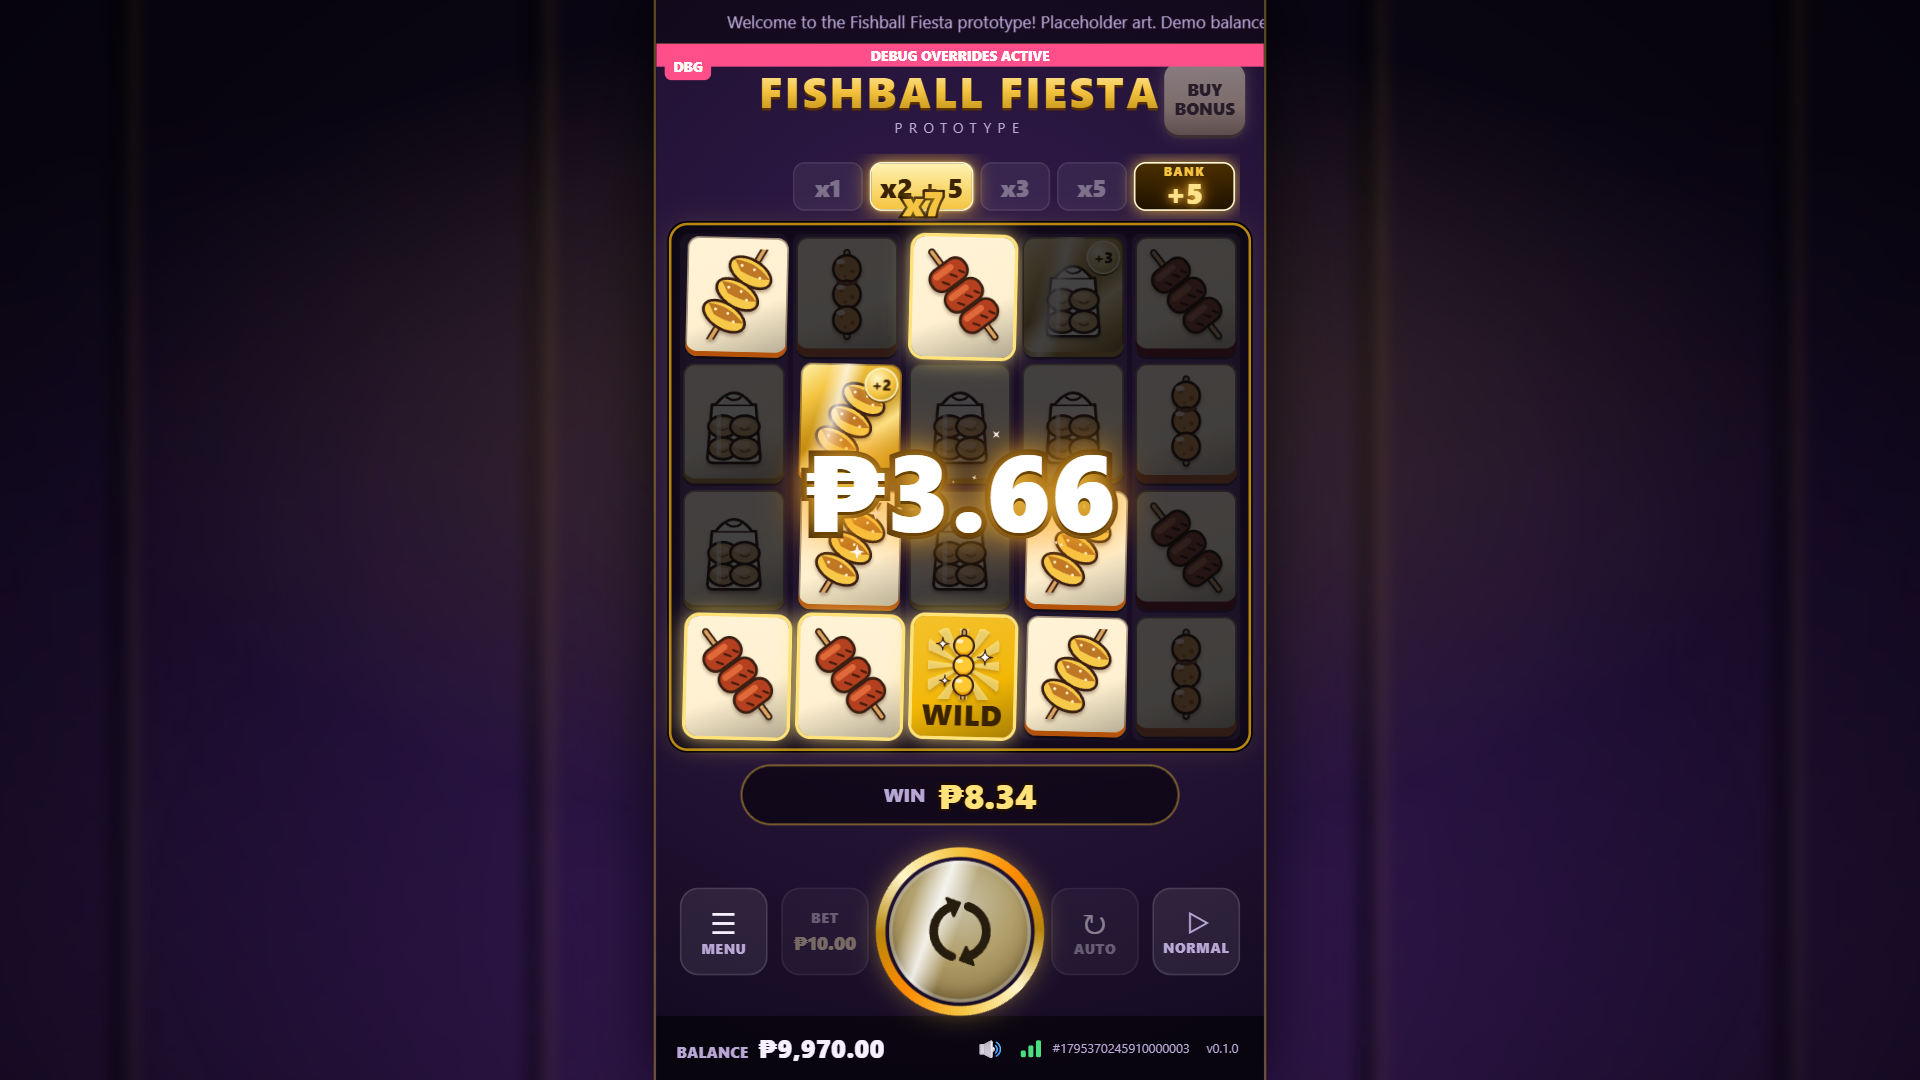 Welcome to the Fishball Fiesta prototype! Placeholder art. Demo balance
DEBUG OVERRIDES ACTIVE
DBG
FISHBALL FIESTA
PROTOTYPE
BUY
BONUS
x1
x2 +5
x7
x3
x5
BANK
+5
+3
+2
₱3.66
WILD
WIN ₱8.34
MENU
BET
₱10.00
AUTO
NORMAL
BALANCE ₱9,970.00
#1795370245910000003
v0.1.0